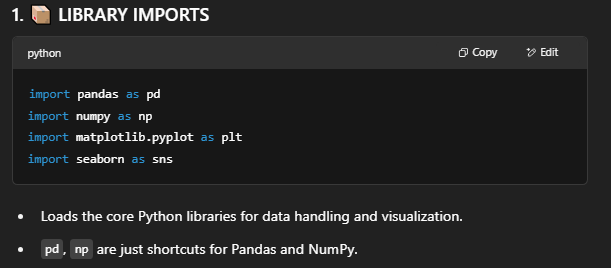 1. 📦 LIBRARY IMPORTS
python Copy Edit
import pandas as pd
import numpy as np
import matplotlib.pyplot as plt
import seaborn as sns
• Loads the core Python libraries for data handling and visualization.
• pd, np are just shortcuts for Pandas and NumPy.